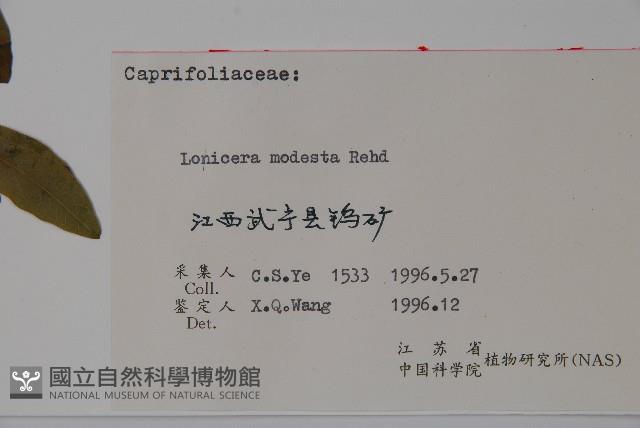 Caprifoliaceae:
Lonicera modesta Rehd
江西武宁县钨矿
采集人 C.S.Ye 1533 1996.5.27
Coll.
鉴定人 X.Q.Wang 1996.12
Det.
江苏省
中国科学院 植物研究所(NAS)
國立自然科學博物館
NATIONAL MUSEUM OF NATURAL SCIENCE